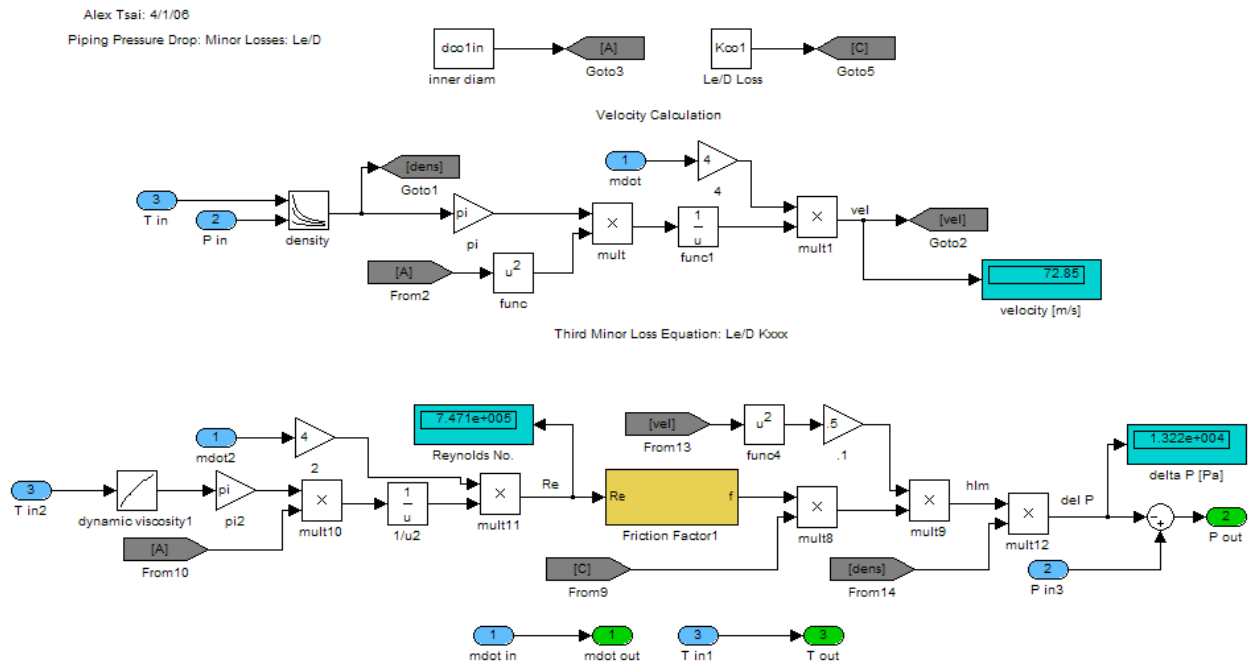 Alex Tsai: 4/1/06
Piping Pressure Drop: Minor Losses: Le/D
doo1in
inner diam
[A]
Goto3
Koo1
Le/D Loss
[C]
Goto5
Velocity Calculation
3
T in
2
P in
density
[dens]
Goto1
pi
pi
[A]
From2
u2
func
×
mult
1
u
func1
1
mdot
4
4
×
mult1
vel
[vel]
Goto2
72.85
velocity [m/s]
Third Minor Loss Equation: Le/D Kxxx
3
T in2
dynamic viscosity1
pi
pi2
[A]
From10
1
mdot2
4
2
×
mult10
1
u
1/u2
×
mult11
7.471e+005
Reynolds No.
Re
Re
f
Friction Factor1
[vel]
From13
u2
func4
.5
.1
[C]
From9
×
mult8
×
mult9
hlm
[dens]
From14
×
mult12
del P
1.322e+004
delta P [Pa]
2
P in3
2
P out
1
mdot in
1
mdot out
3
T in1
3
T out